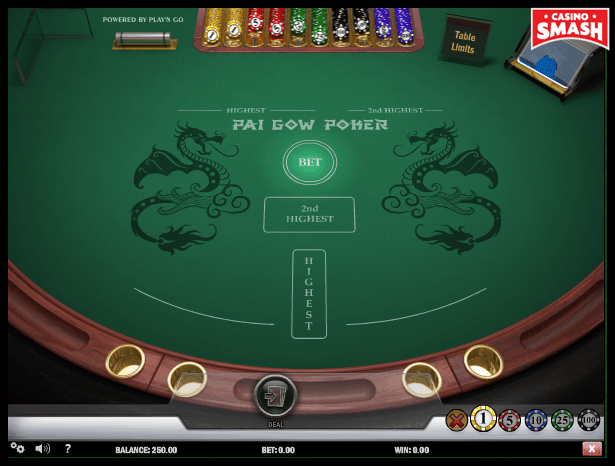 POWERED BY PLAY'N GO
CASINO
SMASH
Table
Limits
HIGHEST
2nd HIGHEST
PAI GOW POKER
BET
2nd
HIGHEST
HIGHEST
DEAL
1
5
10
25
100
?
BALANCE: 250.00
BET: 0.00
WIN: 0.00
X